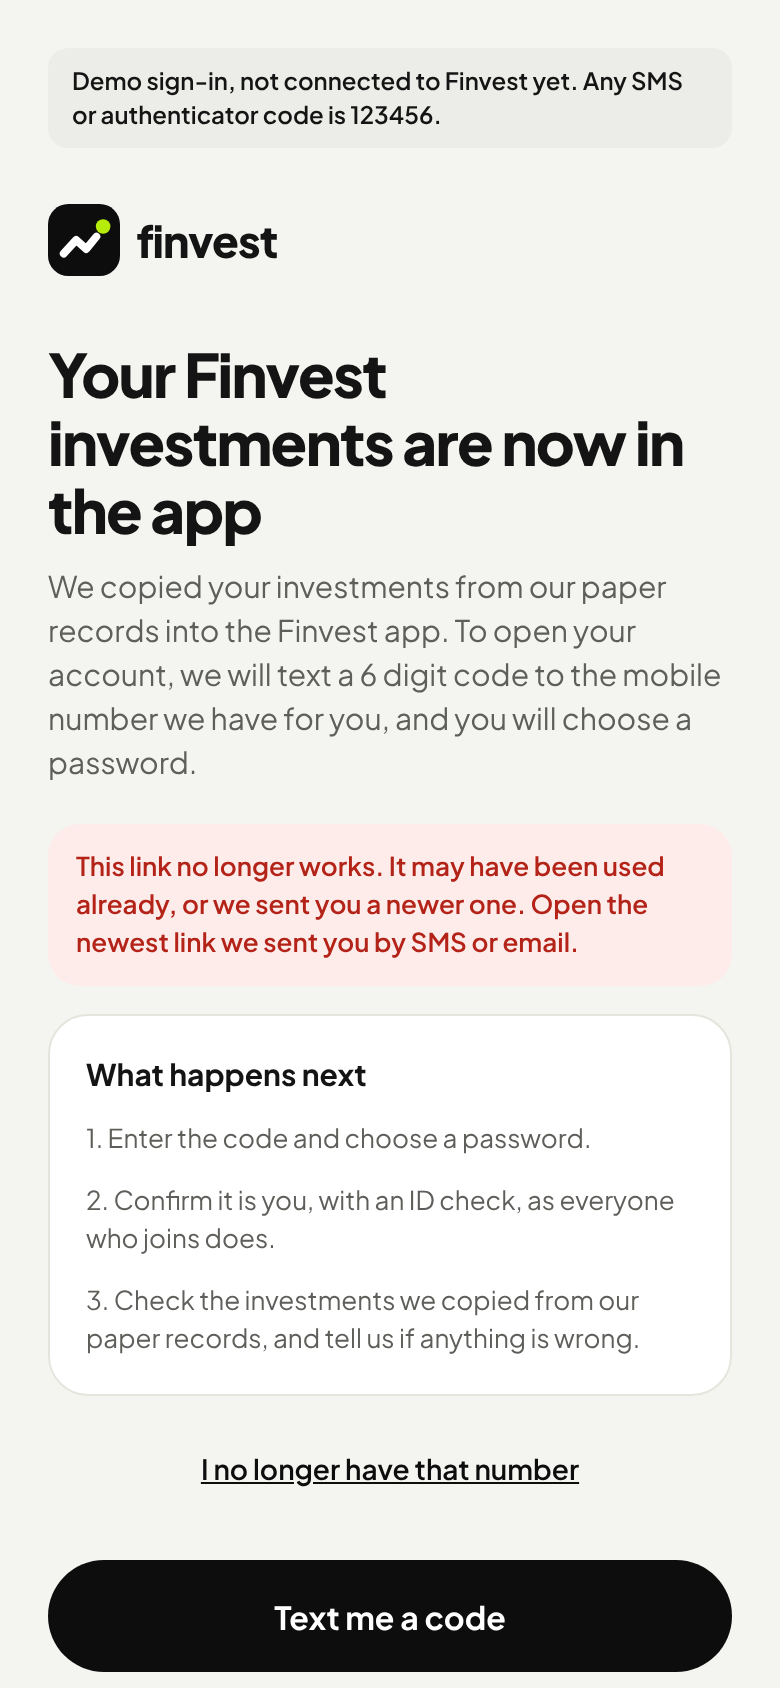 Demo sign-in, not connected to Finvest yet. Any SMS
or authenticator code is 123456.
finvest
Your Finvest
investments are now in
the app
We copied your investments from our paper
records into the Finvest app. To open your
account, we will text a 6 digit code to the mobile
number we have for you, and you will choose a
password.
This link no longer works. It may have been used
already, or we sent you a newer one. Open the
newest link we sent you by SMS or email.
What happens next
1. Enter the code and choose a password.
2. Confirm it is you, with an ID check, as everyone
who joins does.
3. Check the investments we copied from our
paper records, and tell us if anything is wrong.
I no longer have that number
Text me a code